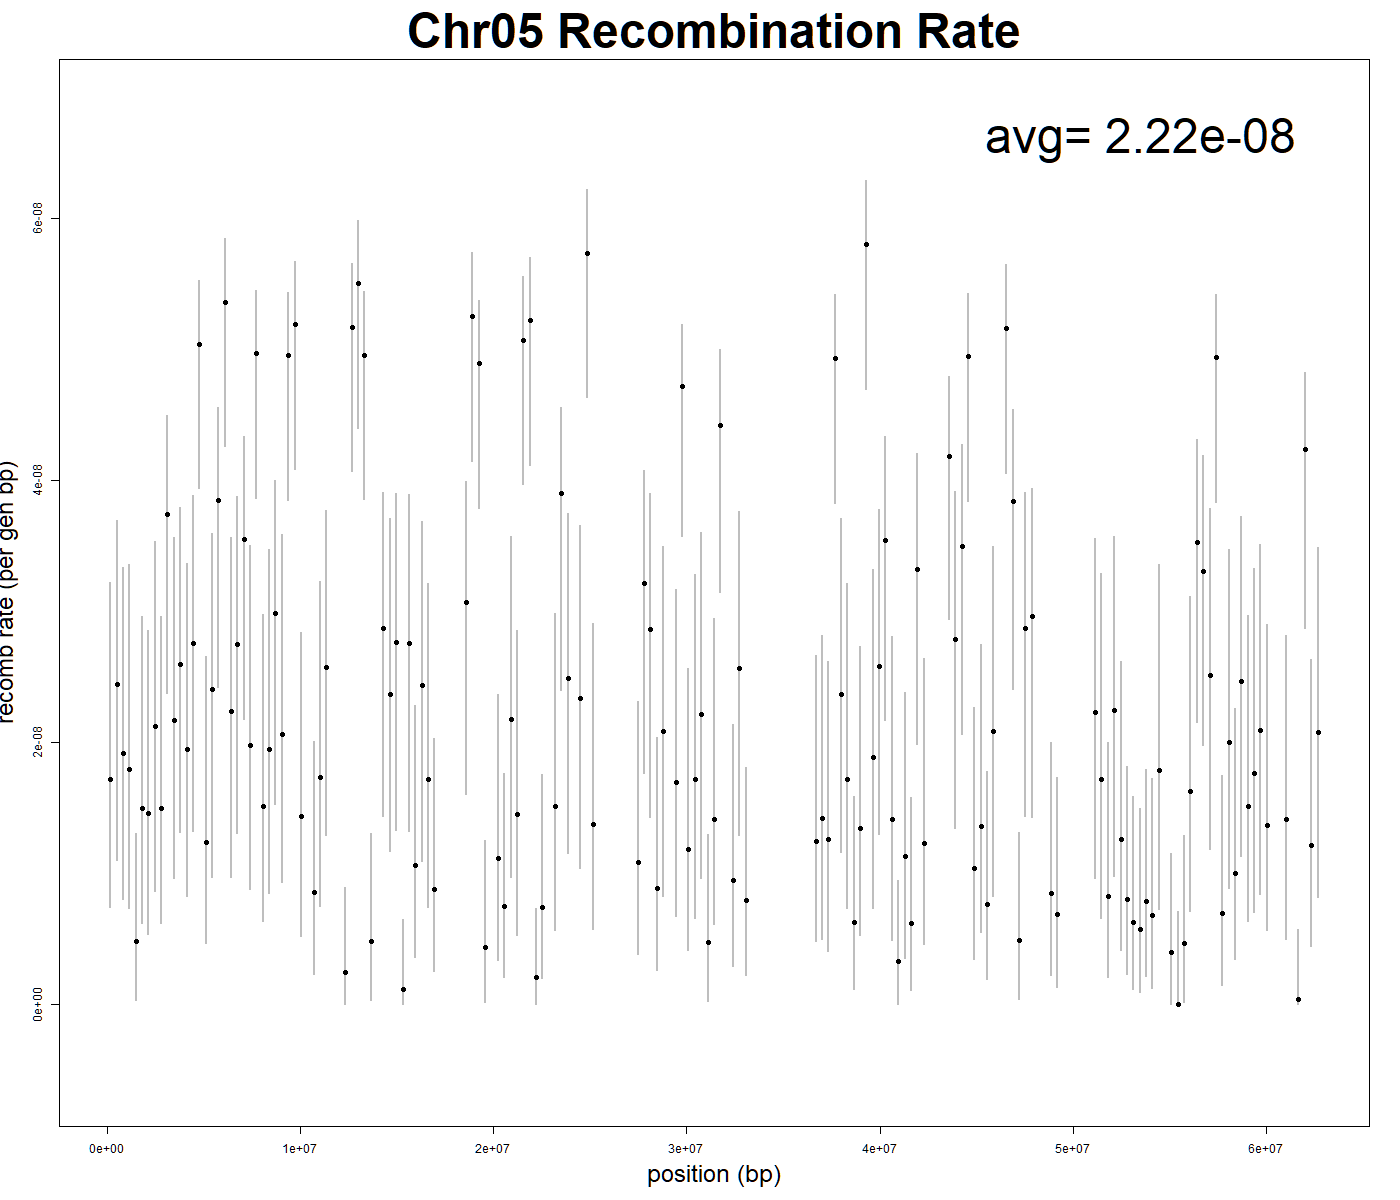 Chr05 Recombination Rate
avg= 2.22e-08
recomb rate (per gen bp)
6e-08
4e-08
2e-08
0e+00
0e+00 1e+07 2e+07 3e+07 4e+07 5e+07 6e+07
position (bp)